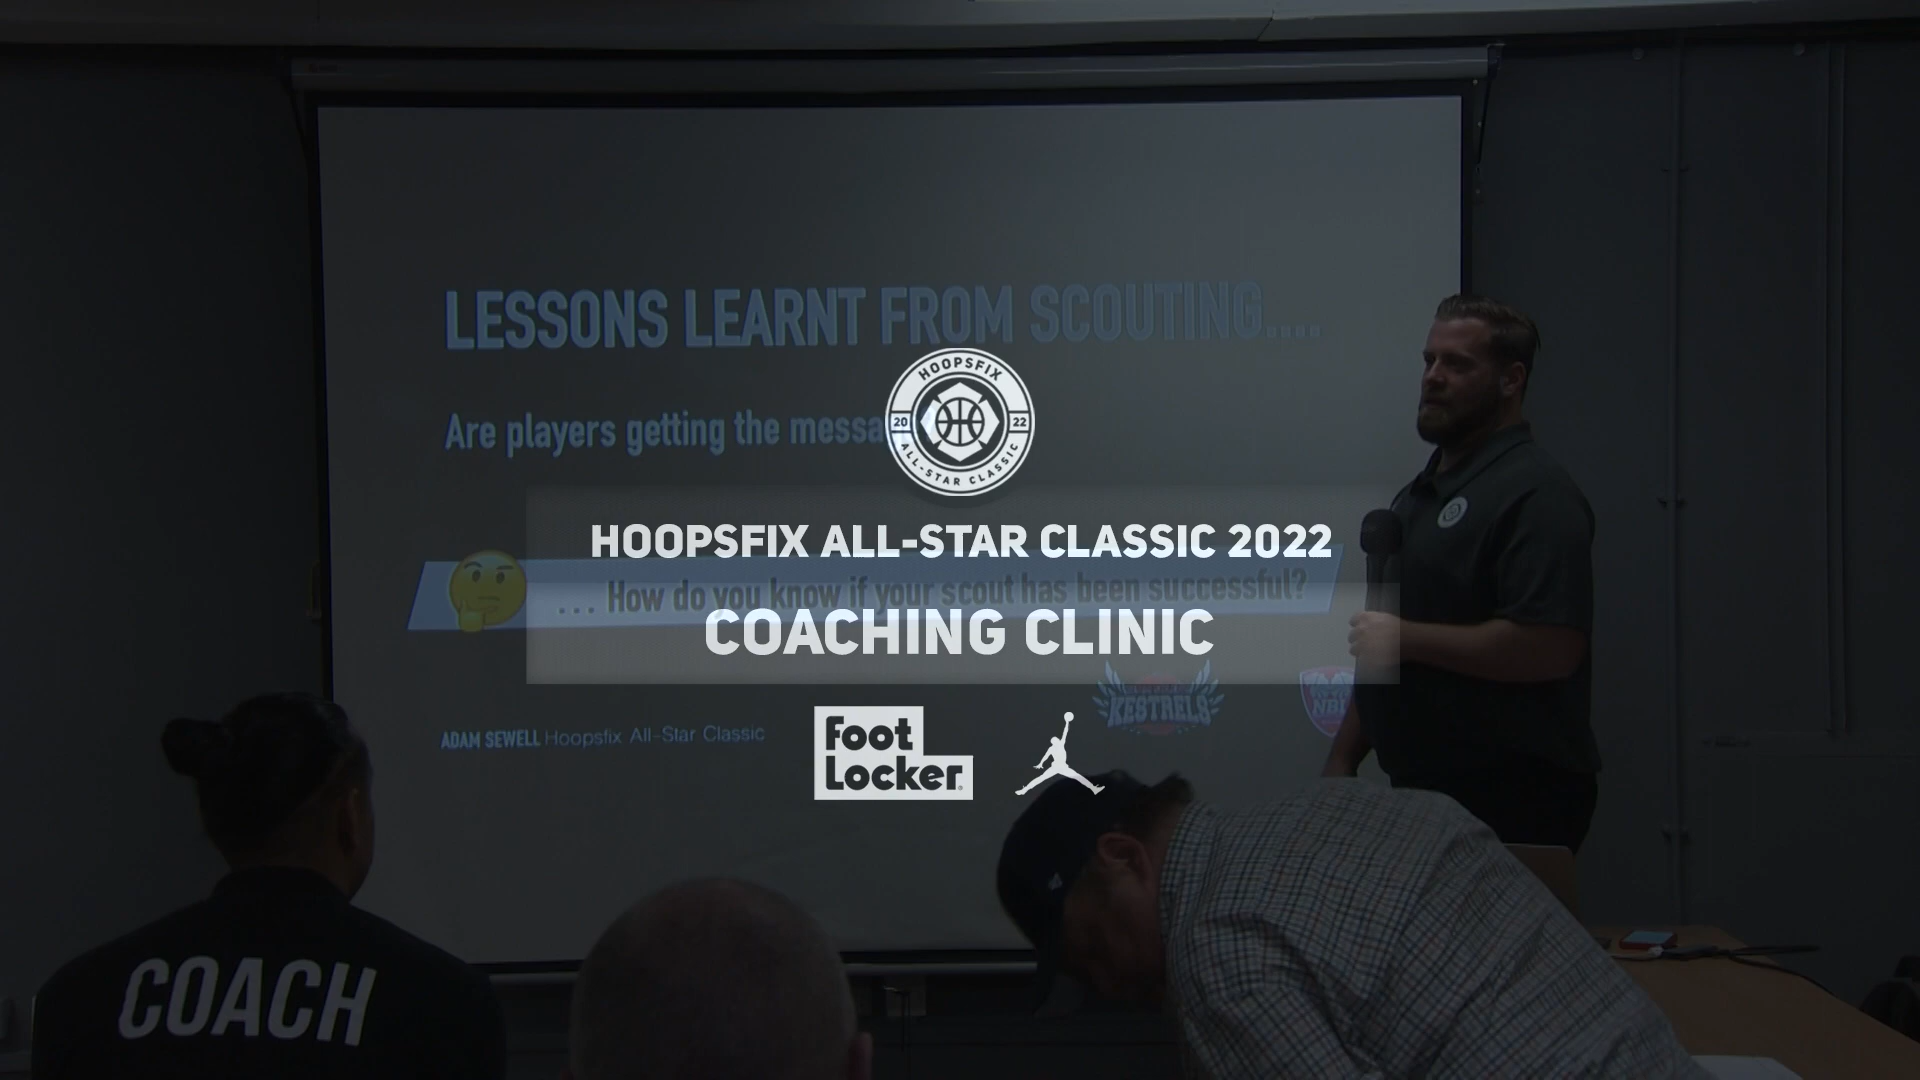 LESSONS LEARNT FROM SCOUTING....
HOOPSFIX
20 22
ALL-STAR CLASSIC
Are players getting the messa
HOOPSFIX ALL-STAR CLASSIC 2022
... How do you know if your scout has been successful?
COACHING CLINIC
KESTRELS
NBL
ADAM SEWELL Hoopsfix All-Star Classic
Foot
Locker.
COACH